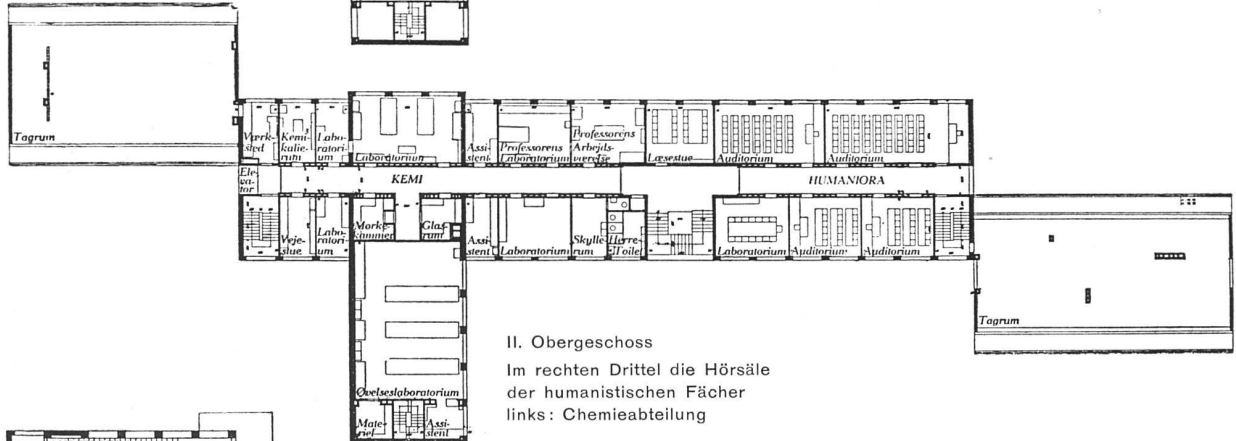 Tagrum
Værk-
sted
Kemi-
kalie-
rum
Labo-
ratori-
um
Laboratorium
Assi-
stent
Professorens
Laboratorium
Professorens
Arbejds-
værelse
Læsestue
Auditorium
Auditorium
Ele-
va-
tor
KEMI
HUMANIORA
Veje-
stue
Labo-
ratori-
um
Mørke-
kammer
Glas-
rum
Assi-
stent
Laboratorium
Skylle-
rum
Herre-
Toilet
Laboratorium
Auditorium
Auditorium
Tagrum
Øvelseslaboratorium
Mate-
riel
Assi-
stent
II. Obergeschoss
Im rechten Drittel die Hörsäle
der humanistischen Fächer
links: Chemieabteilung